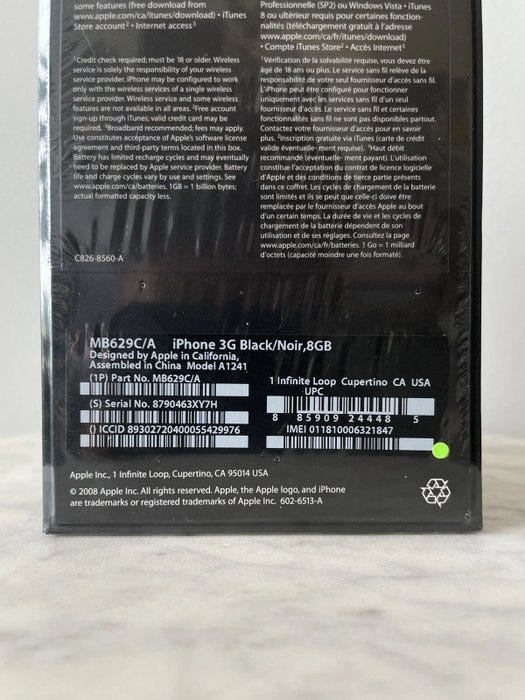 some features (free download from
www.apple.com/ca/itunes/download) • iTunes
Store account² • Internet access³
¹Credit check required; must be 18 or older. Wireless
service is solely the responsibility of your wireless
service provider. iPhone may be configured to work
only with the wireless services of a single wireless
service provider. Wireless service and some wireless
features are not available in all areas. ²Free account
sign-up through iTunes; valid credit card may be
required. ³Broadband recommended; fees may apply.
Use constitutes acceptance of Apple's software license
agreement and third-party terms located in this box.
Battery has limited recharge cycles and may eventually
need to be replaced by Apple service provider. Battery
life and charge cycles vary by use and settings. See
www.apple.com/ca/batteries. 1GB = 1 billion bytes;
actual formatted capacity less.
C826-8560-A
Professionnelle (SP2) ou Windows Vista • iTunes
8 ou ultérieur requis pour certaines fonction-
nalités (téléchargement gratuit à l'adresse
www.apple.com/ca/fr/itunes/download)
• Compte iTunes Store² • Accès Internet³
¹Vérification de la solvabilité requise, vous devez être
âgé de 18 ans ou plus. Le service sans fil relève de la
responsabilité de votre seul fournisseur d'accès sans fil.
L'iPhone peut être configuré pour fonctionner
uniquement avec les services sans fil d'un seul
fournisseur d'accès. Le service sans fil et certaines
fonctionnalités sans fil ne sont pas disponibles partout.
Contactez votre fournisseur d'accès pour en savoir
plus. ²Inscription gratuite via iTunes (carte de crédit
valide éventuelle- ment requise). ³Haut débit
recommandé (éventuelle- ment payant). L'utilisation
constitue l'acceptation du contrat de licence logicielle
d'Apple et des conditions de tierce partie présents
dans ce coffret. Les cycles de chargement de la batterie
sont limités et il se peut que celle-ci doive être
remplacée par le fournisseur d'accès Apple au bout
d'un certain temps. La durée de vie et les cycles de
chargement de la batterie dépendent de son
utilisation et de ses réglages. Consultez la page
www.apple.com/ca/fr/batteries. 1 Go = 1 milliard
d'octets (capacité moindre une fois formaté).
MB629C/A iPhone 3G Black/Noir,8GB
Designed by Apple in California,
Assembled in China Model A1241
(1P) Part No. MB629C/A
(S) Serial No. 8790463XY7H
() ICCID 89302720400055429976
1 Infinite Loop Cupertino CA USA
UPC
8 85909 24448 5
IMEI 011810006321847
Apple Inc., 1 Infinite Loop, Cupertino, CA 95014 USA
© 2008 Apple Inc. All rights reserved. Apple, the Apple logo, and iPhone
are trademarks or registered trademarks of Apple Inc. 602-6513-A